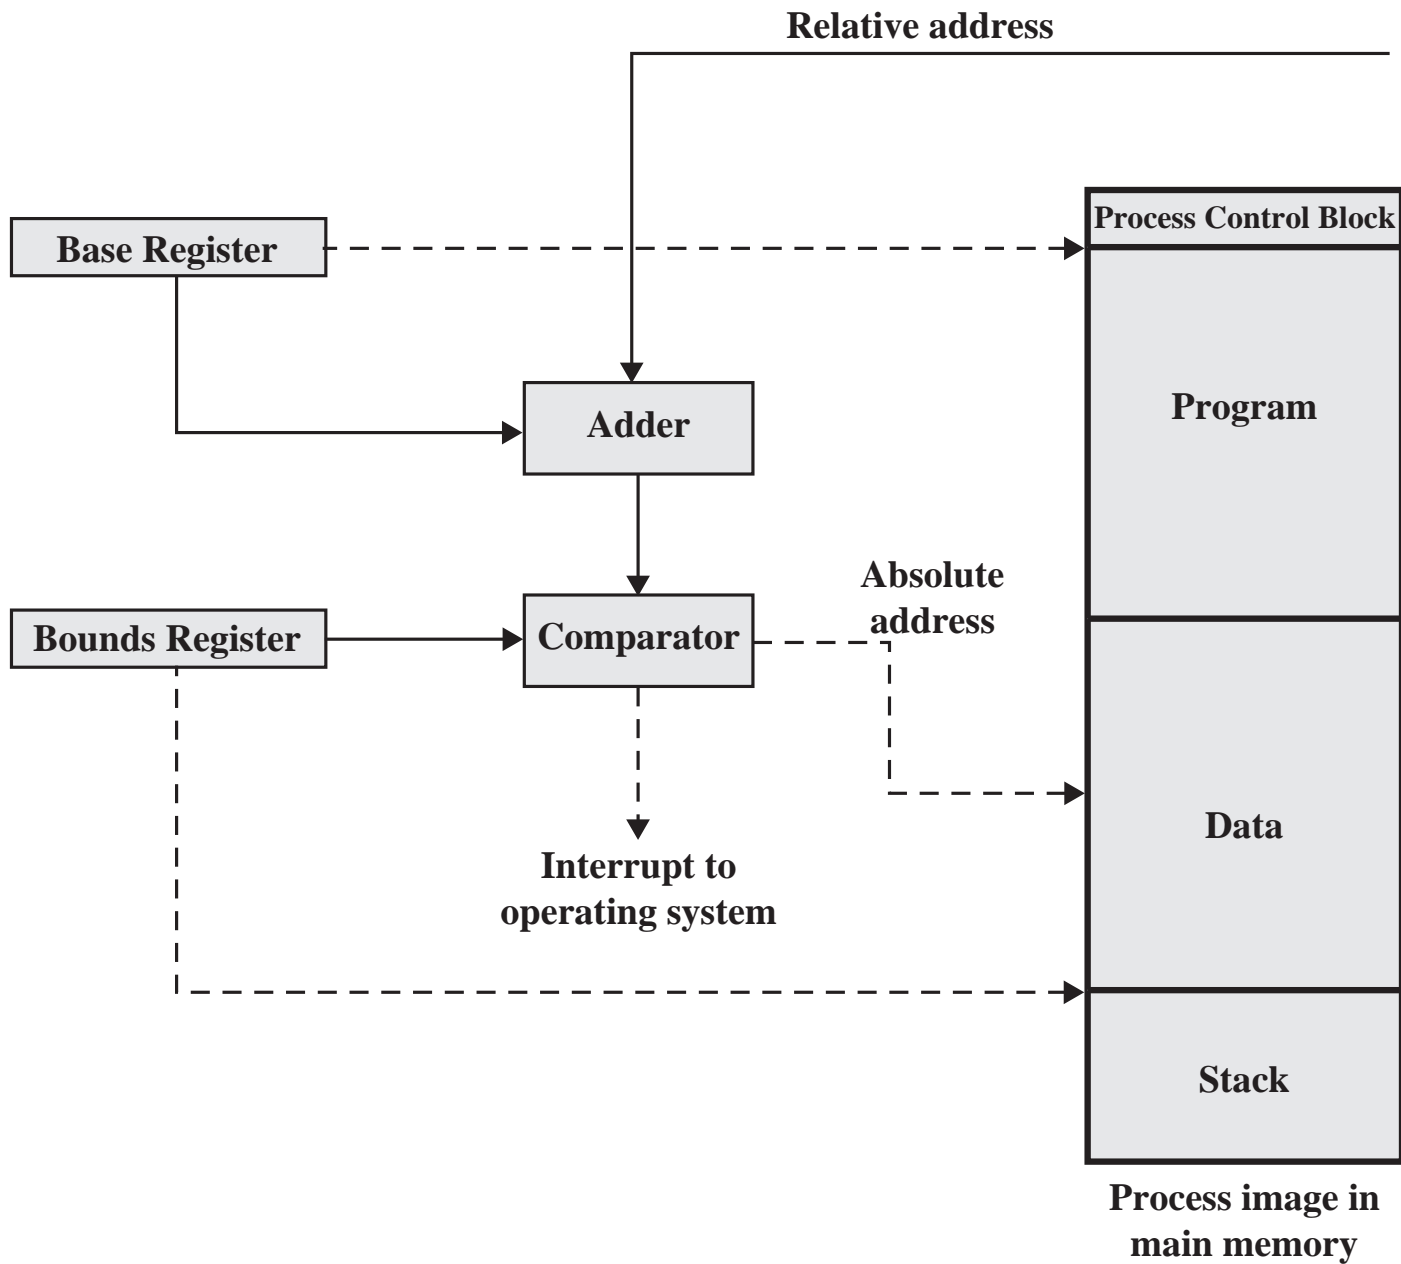 Relative address
Process Control Block
Base Register
Program
Adder
Absolute
address
Bounds Register
Comparator
Data
Interrupt to
operating system
Stack
Process image in
main memory